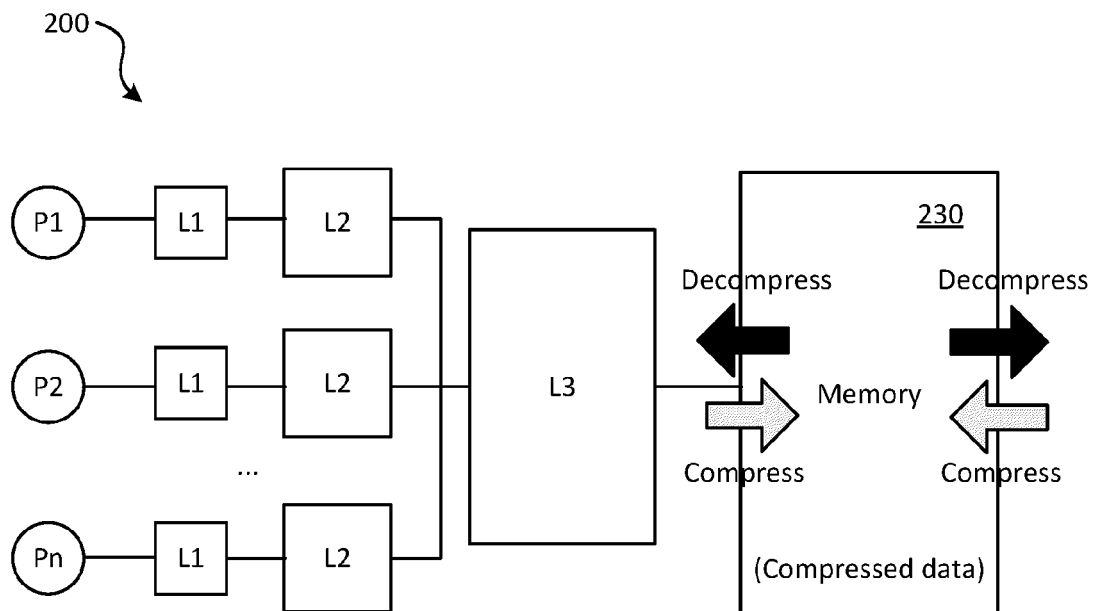 200
230
P1
L1
L2
Decompress
Decompress
P2
L1
L2
L3
Memory
...
Compress
Compress
Pn
L1
L2
(Compressed data)